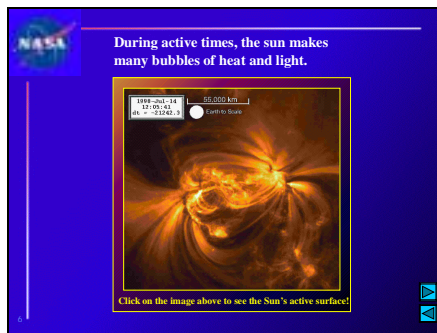 NASA
During active times, the sun makes
many bubbles of heat and light.
1998-Jul-14
12:05:41
dt = -21242.3
55,000 km
Earth to Scale
Click on the image above to see the Sun's active surface!
6